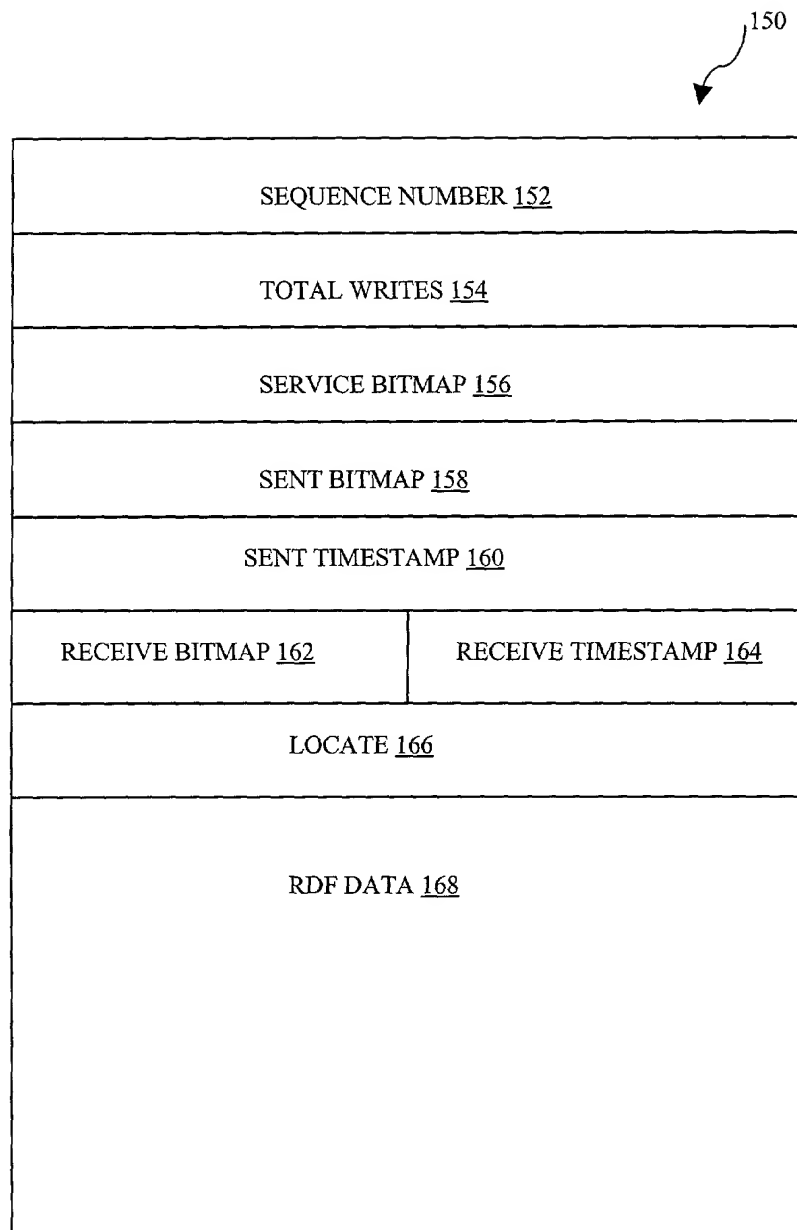 150
SEQUENCE NUMBER 152
TOTAL WRITES 154
SERVICE BITMAP 156
SENT BITMAP 158
SENT TIMESTAMP 160
RECEIVE BITMAP 162
RECEIVE TIMESTAMP 164
LOCATE 166
RDF DATA 168